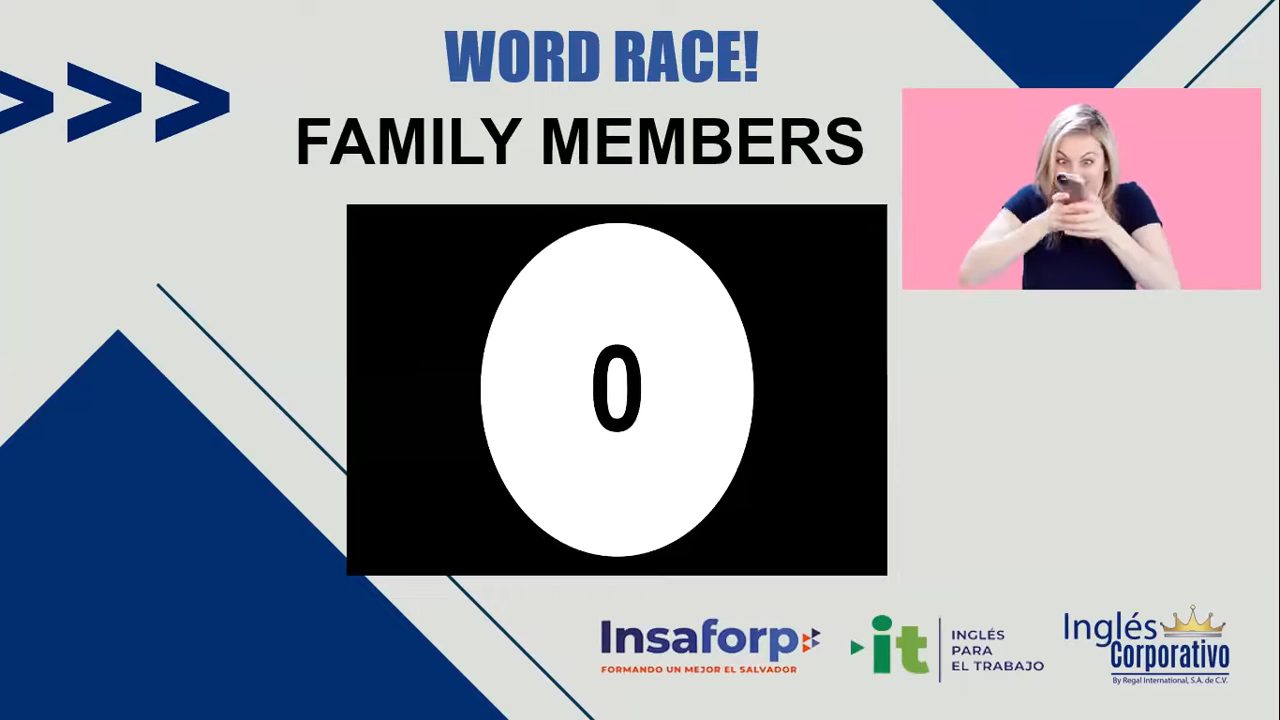 WORD RACE!
>>>
FAMILY MEMBERS
0
Insaforp
FORMANDO UN MEJOR EL SALVADOR
it
INGLÉS
PARA
EL TRABAJO
Inglés
Corporativo
By Regal International, S.A. de C.V.